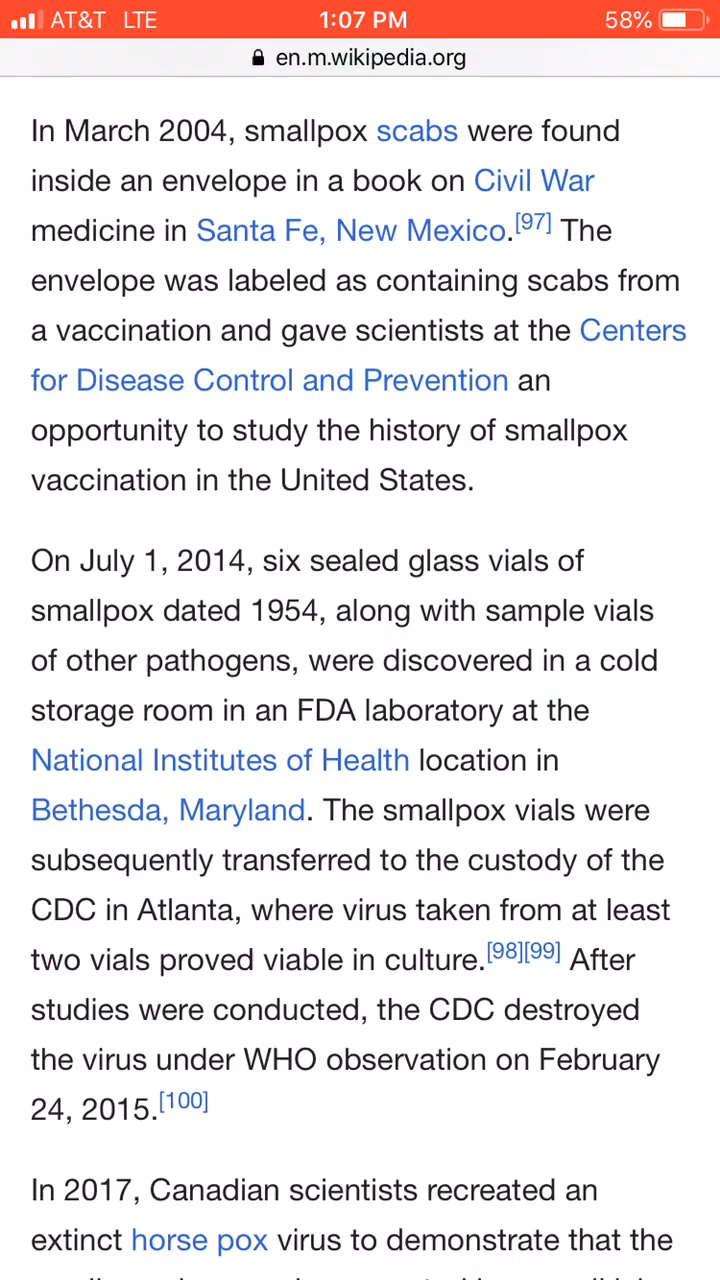 AT&T LTE 1:07 PM 58%
en.m.wikipedia.org
In March 2004, smallpox scabs were found
inside an envelope in a book on Civil War
medicine in Santa Fe, New Mexico.[97] The
envelope was labeled as containing scabs from
a vaccination and gave scientists at the Centers
for Disease Control and Prevention an
opportunity to study the history of smallpox
vaccination in the United States.
On July 1, 2014, six sealed glass vials of
smallpox dated 1954, along with sample vials
of other pathogens, were discovered in a cold
storage room in an FDA laboratory at the
National Institutes of Health location in
Bethesda, Maryland. The smallpox vials were
subsequently transferred to the custody of the
CDC in Atlanta, where virus taken from at least
two vials proved viable in culture.[98][99] After
studies were conducted, the CDC destroyed
the virus under WHO observation on February
24, 2015.[100]
In 2017, Canadian scientists recreated an
extinct horse pox virus to demonstrate that the